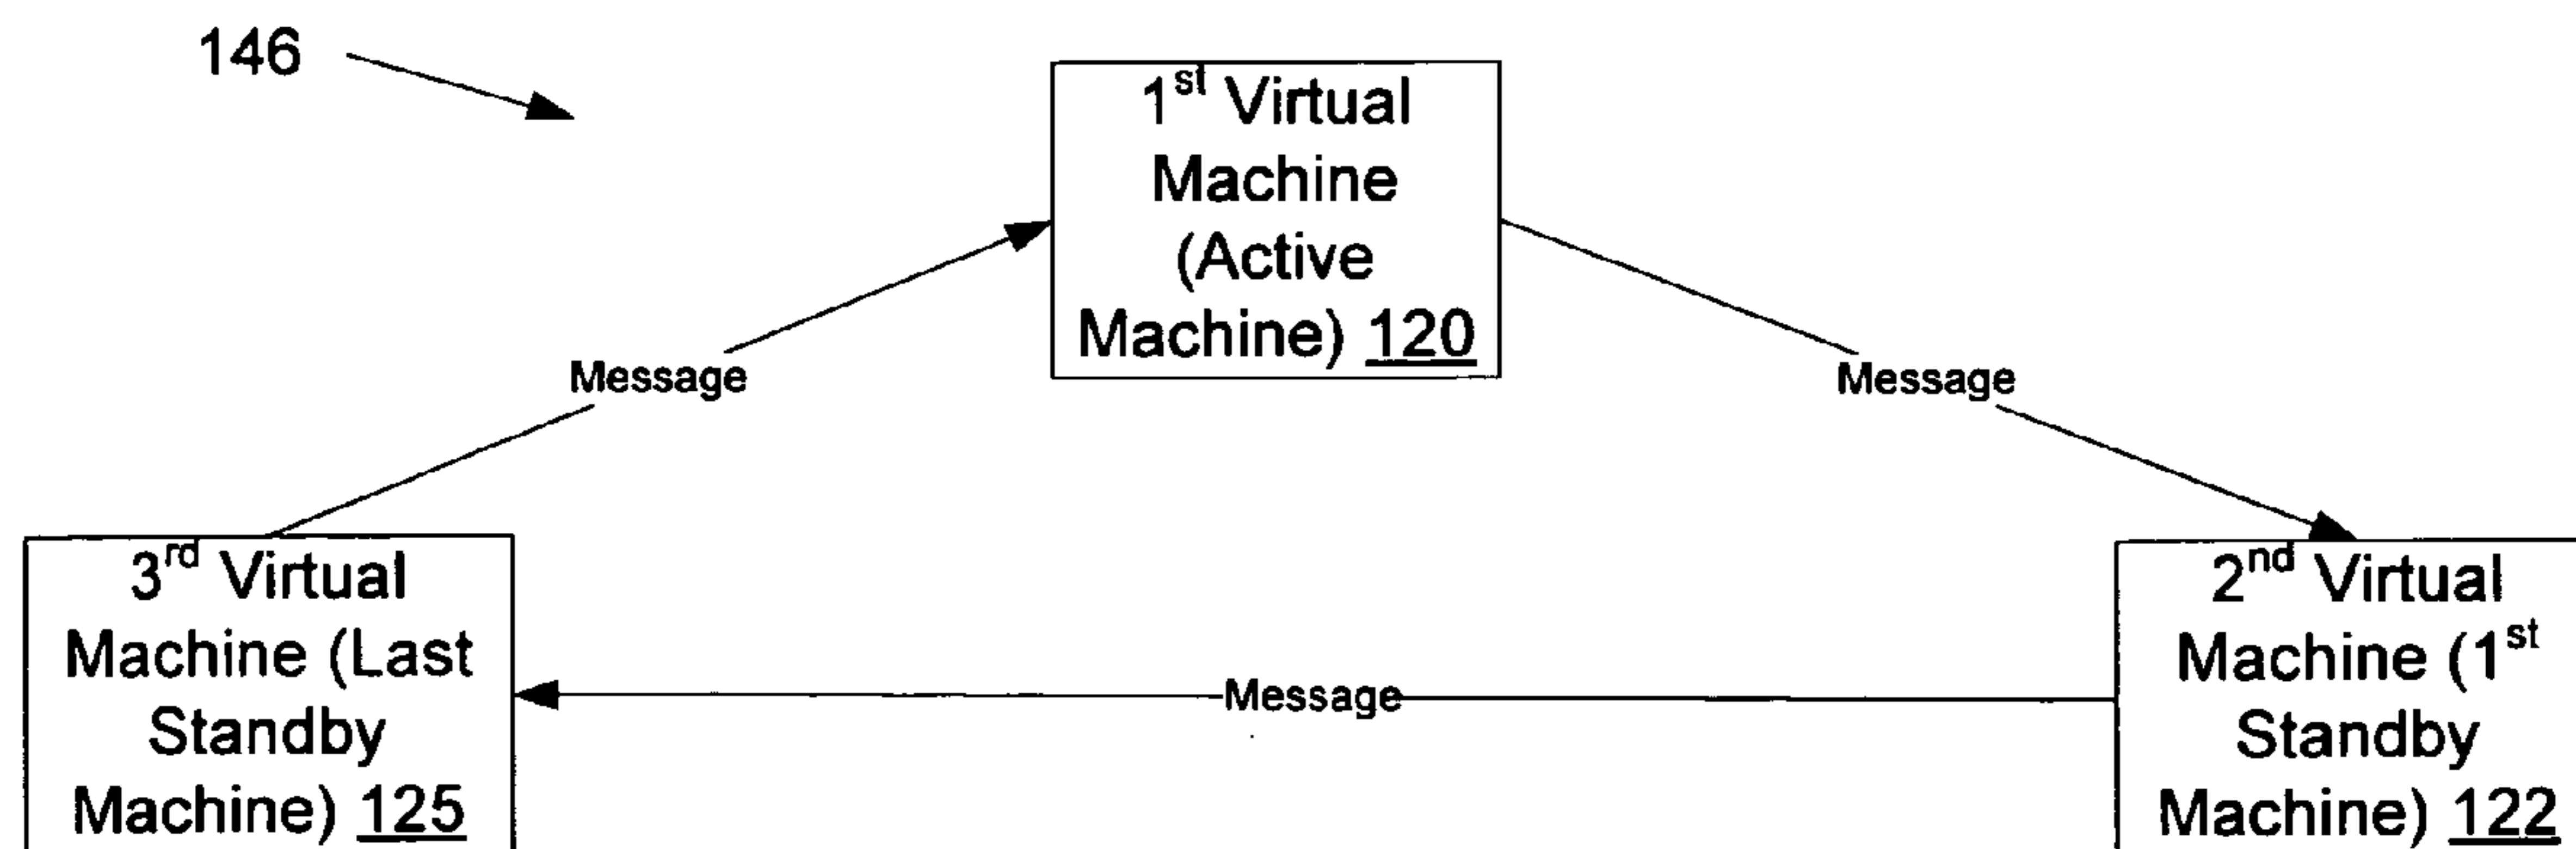 146
1st Virtual
Machine
(Active
Machine) 120
Message
Message
3rd Virtual
Machine (Last
Standby
Machine) 125
Message
2nd Virtual
Machine (1st
Standby
Machine) 122